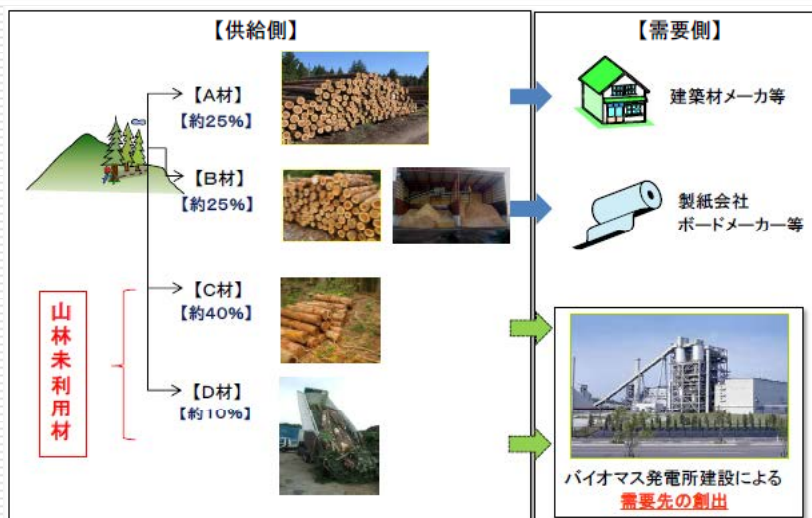 【供給側】
【A材】
【約25%】
【B材】
【約25%】
山林未利用材
【C材】
【約40%】
【D材】
【約10%】
【需要側】
建築材メーカ等
製紙会社
ボードメーカー等
バイオマス発電所建設による
需要先の創出